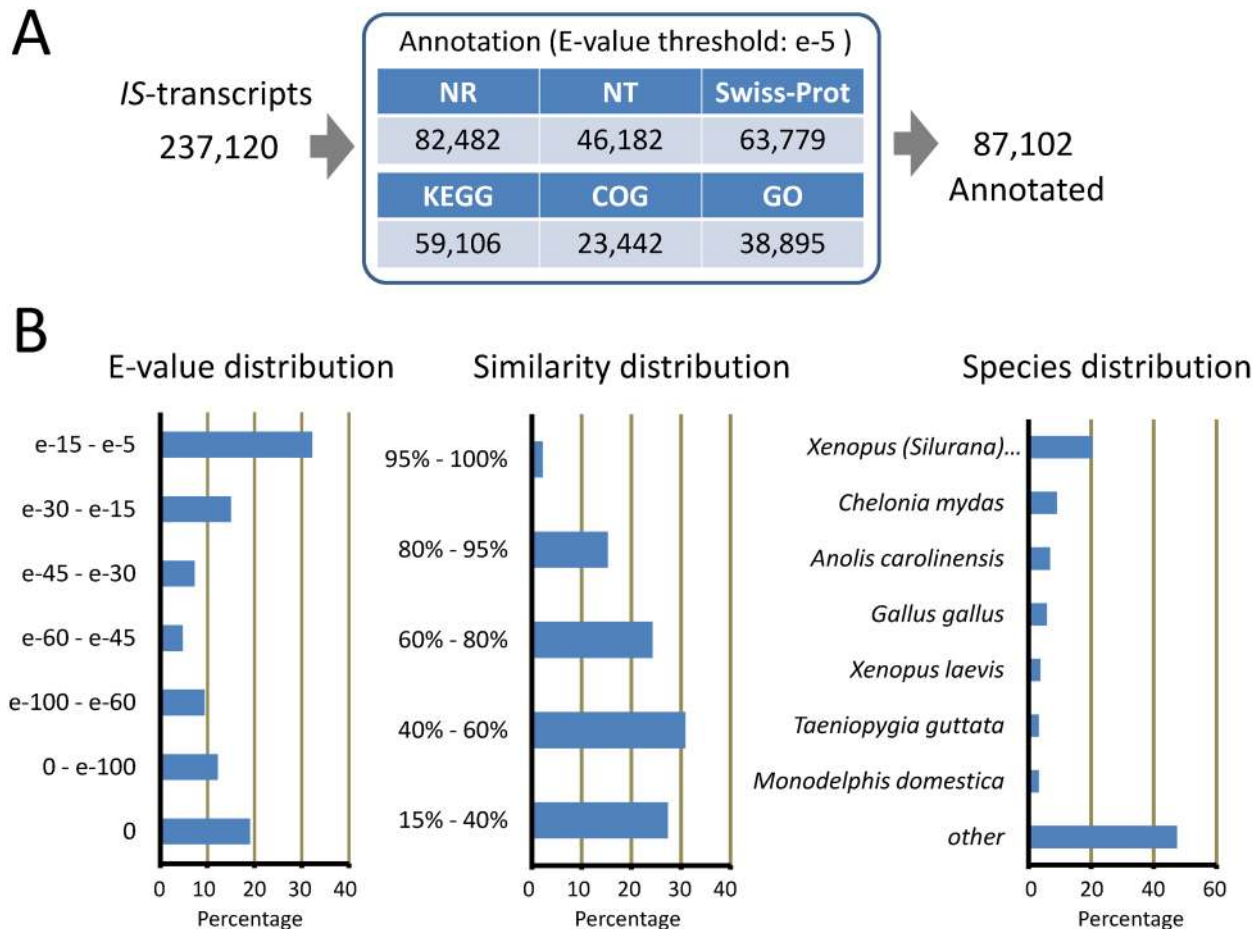 A
IS-transcripts
237,120
Annotation (E-value threshold: e-5 )
NR NT Swiss-Prot
82,482 46,182 63,779
KEGG COG GO
59,106 23,442 38,895
87,102
Annotated
B
E-value distribution
e-15 - e-5
e-30 - e-15
e-45 - e-30
e-60 - e-45
e-100 - e-60
0 - e-100
0
0 10 20 30 40
Percentage
Similarity distribution
95% - 100%
80% - 95%
60% - 80%
40% - 60%
15% - 40%
0 10 20 30 40
Percentage
Species distribution
Xenopus (Silurana)...
Chelonia mydas
Anolis carolinensis
Gallus gallus
Xenopus laevis
Taeniopygia guttata
Monodelphis domestica
other
0 20 40 60
Percentage